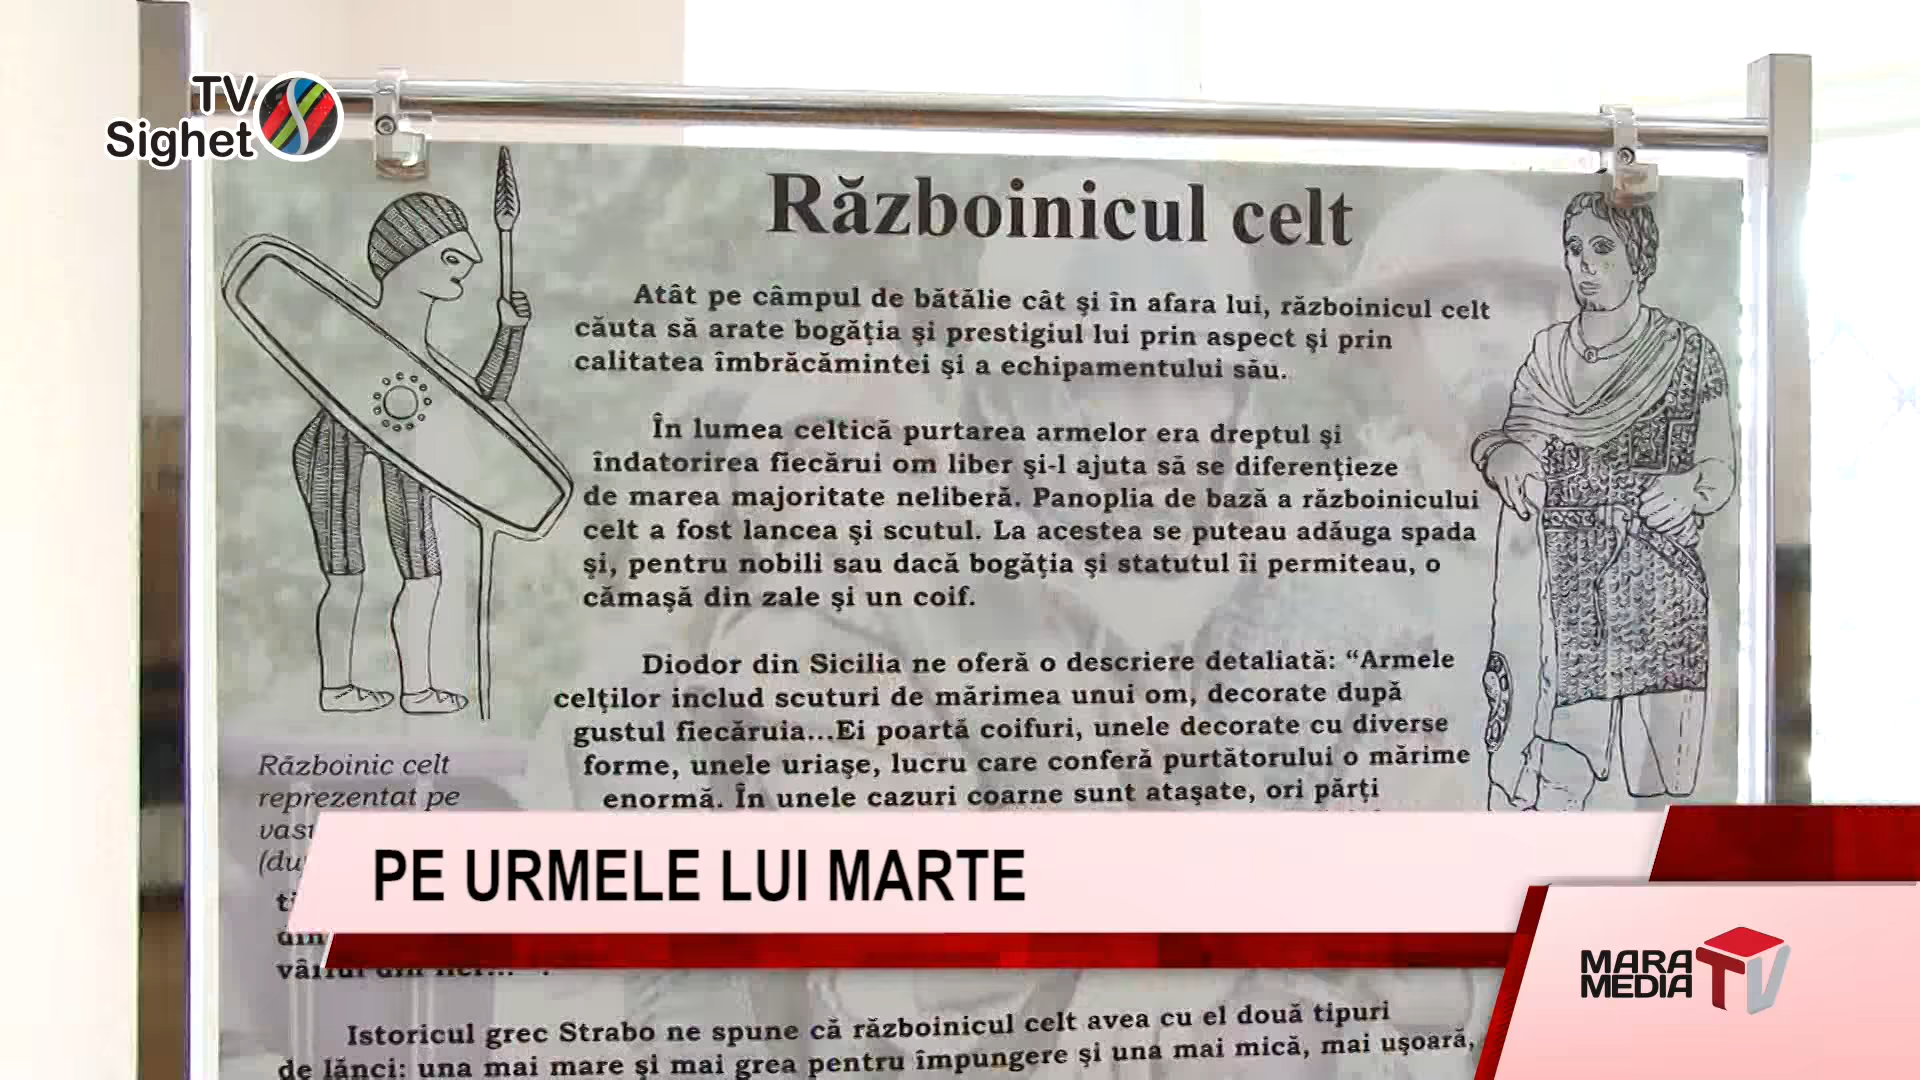 TV
Sighet
Războinicul celt
Atât pe câmpul de bătălie cât şi în afara lui, războinicul celt
căuta să arate bogăţia şi prestigiul lui prin aspect şi prin
calitatea îmbrăcămintei şi a echipamentului său.
În lumea celtică purtarea armelor era dreptul şi
îndatorirea fiecărui om liber şi-l ajuta să se diferenţieze
de marea majoritate neliberă. Panoplia de bază a războinicului
celt a fost lancea şi scutul. La acestea se puteau adăuga spada
şi, pentru nobili sau dacă bogăţia şi statutul îi permiteau, o
cămaşă din zale şi un coif.
Diodor din Sicilia ne oferă o descriere detaliată: “Armele
celţilor includ scuturi de mărimea unui om, decorate după
gustul fiecăruia...Ei poartă coifuri, unele decorate cu diverse
forme, unele uriaşe, lucru care conferă purtătorului o mărime
enormă. În unele cazuri coarne sunt ataşate, ori părţi
Războinic celt
reprezentat pe
PE URMELE LUI MARTE
MARA
MEDIA TV
Istoricul grec Strabo ne spune că războinicul celt avea cu el două tipuri
de lănci: una mai mare şi mai grea pentru împungere şi una mai mică, mai uşoară,